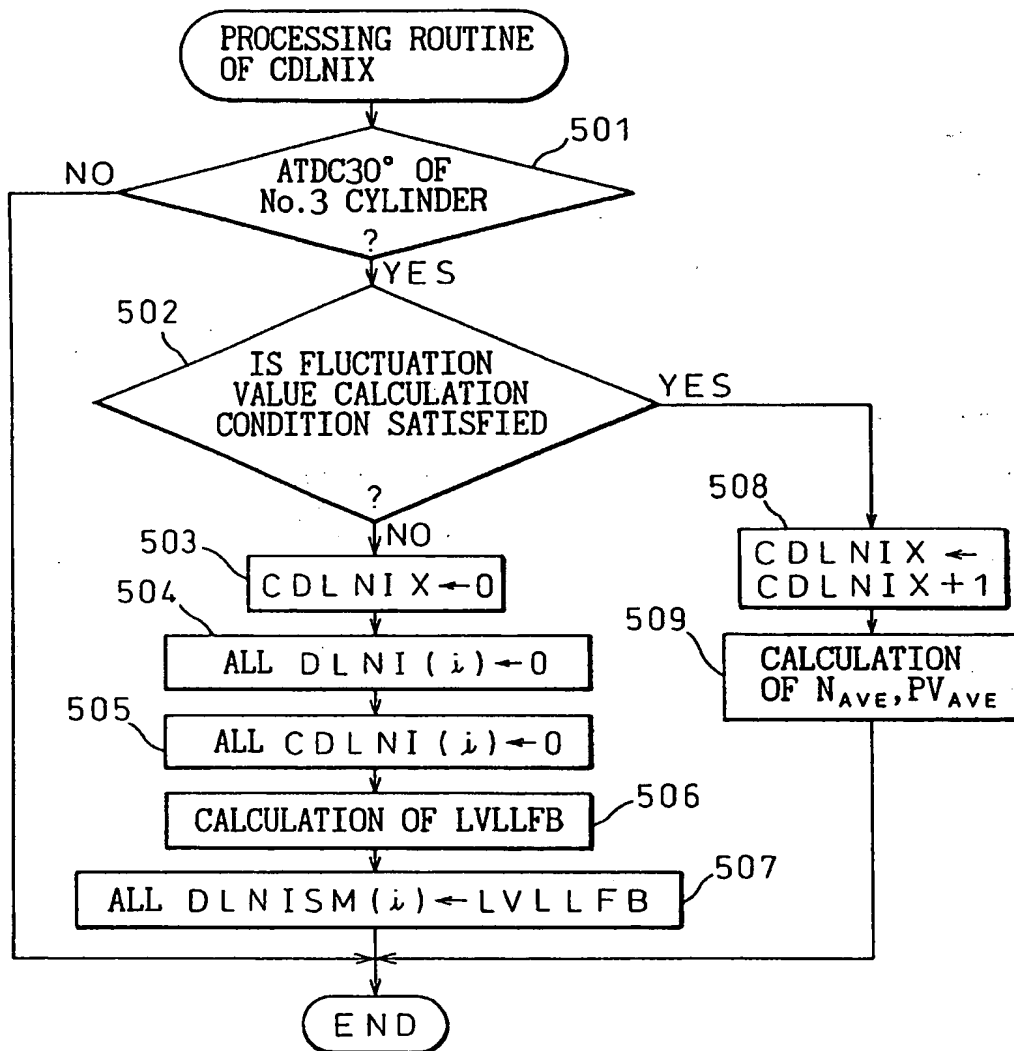 PROCESSING ROUTINE
OF CDLNIX
501
NO
ATDC30° OF
No.3 CYLINDER
?
YES
502
IS FLUCTUATION
VALUE CALCULATION
CONDITION SATISFIED
?
YES
NO
508
503
CDLNIX←0
CDLNIX ←
CDLNIX+1
504
ALL DLNI(i)←0
509
CALCULATION
OF NAVE,PVAVE
505
ALL CDLNI(i)←0
CALCULATION OF LVLLFB
506
507
ALL DLNISM(i)←LVLLFB
END